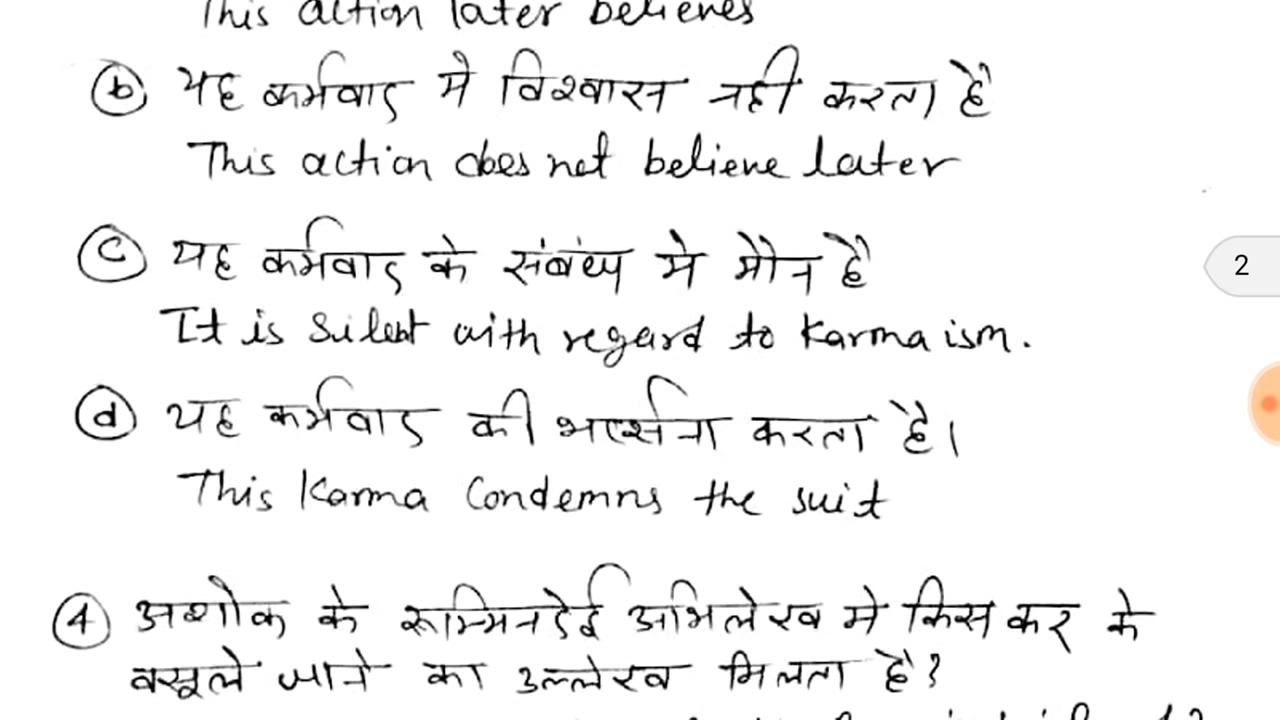 This action later believes
(b) यह कर्मवाद मे विश्वास नही करता है
This action does not believe later
(c) यह कर्मवाद के संबंध मे मौन है
It is silent with regard to Karma ism.
2
(d) यह कर्मवाद की भर्त्सना करता है।
This Karma Condemns the suit
(4) अशोक के रूम्मिनदेई अभिलेख मे किस कर के
वसूले जाने का उल्लेख मिलता है?